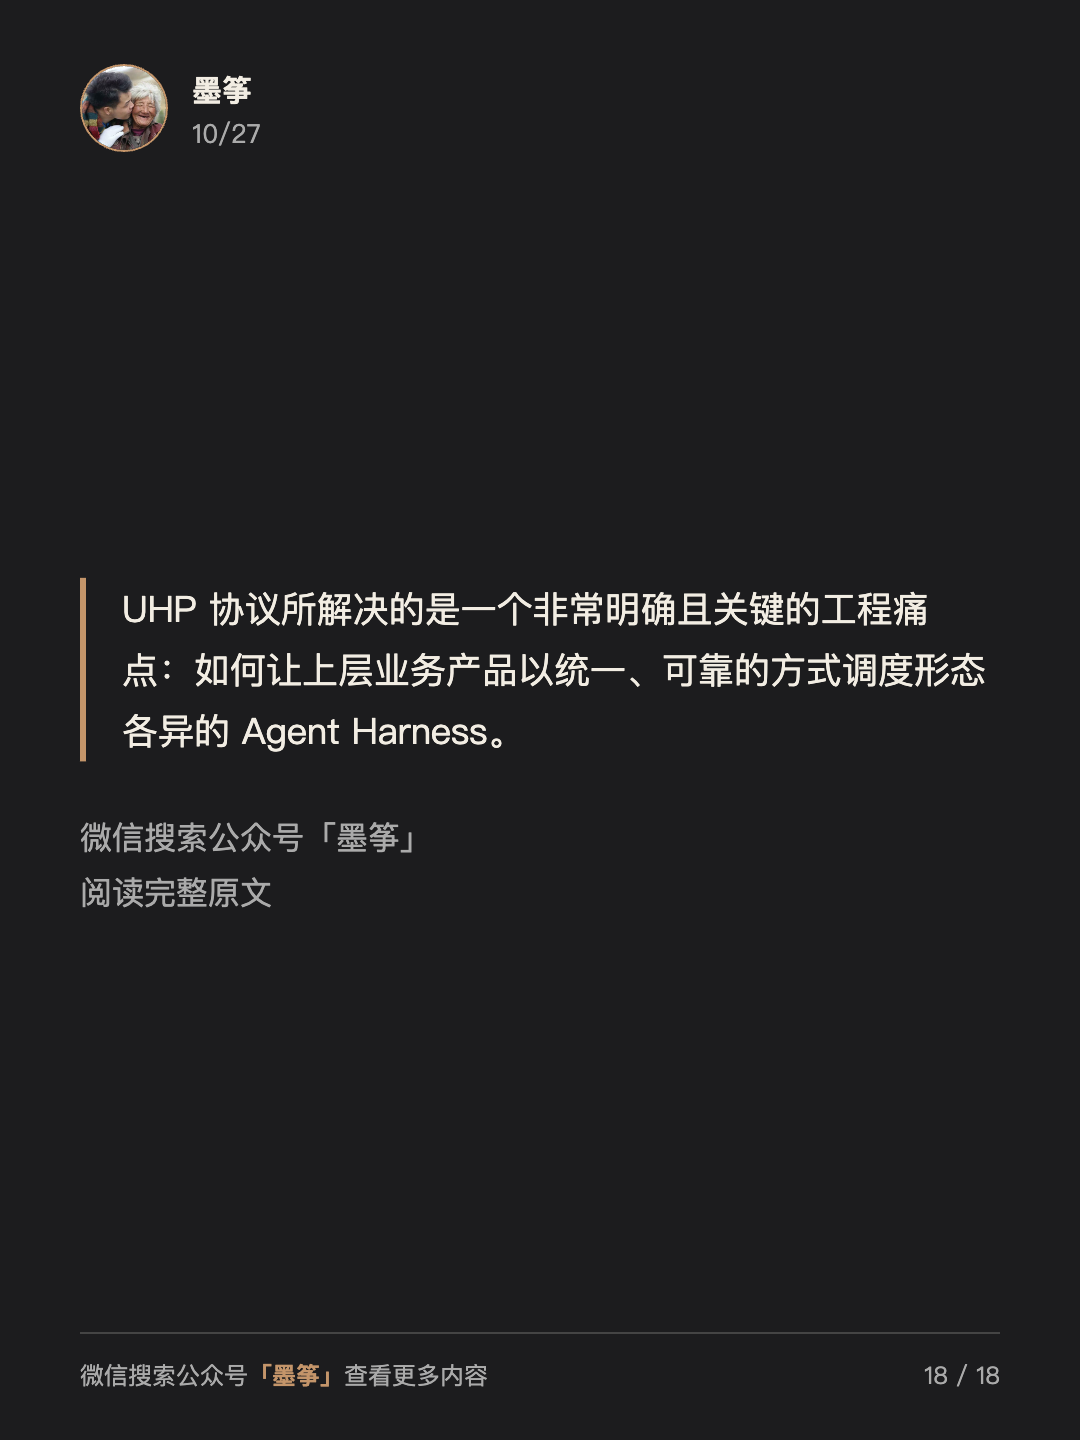 墨筝
10/27
UHP 协议所解决的是一个非常明确且关键的工程痛
点：如何让上层业务产品以统一、可靠的方式调度形态
各异的 Agent Harness。
微信搜索公众号「墨筝」
阅读完整原文
微信搜索公众号「墨筝」查看更多内容
18 / 18